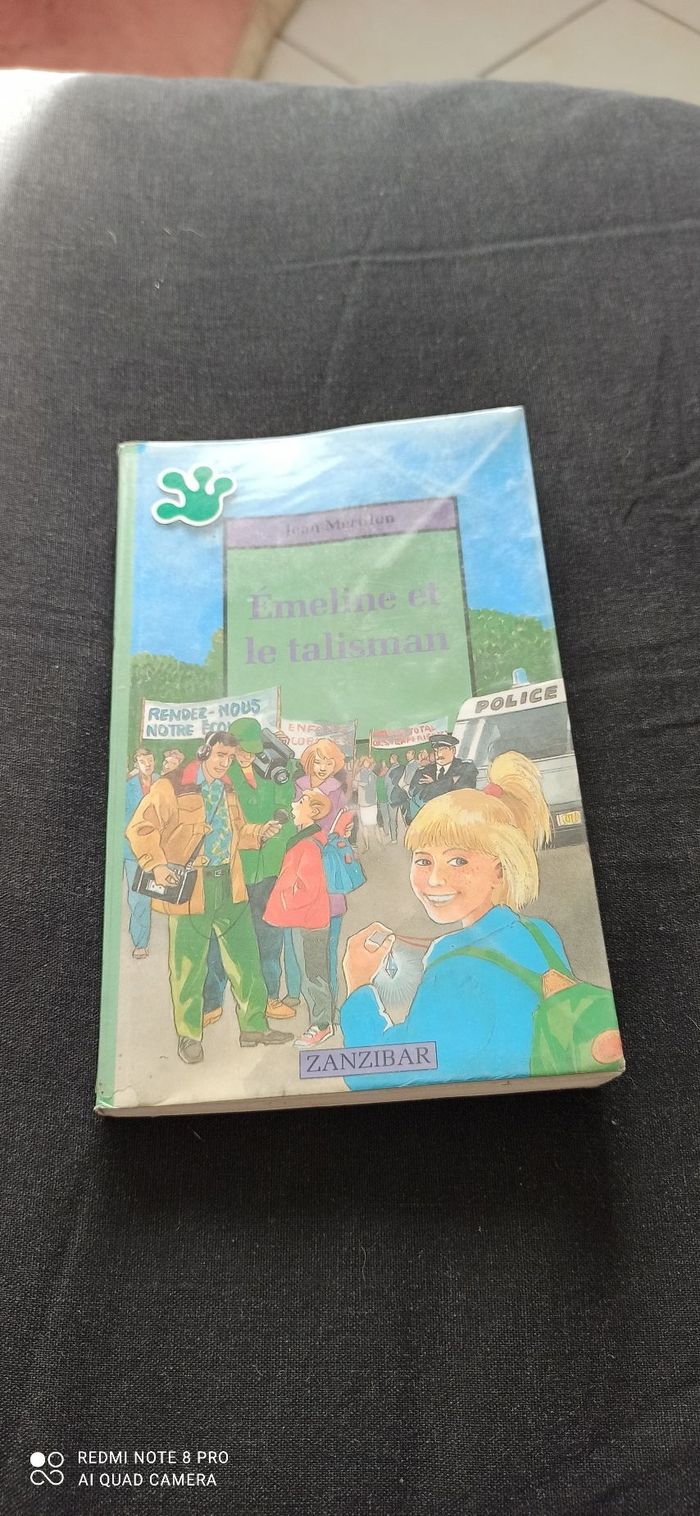 Émeline et
le talisman
RENDEZ-NOUS
NOTRE
POLICE
ZANZIBAR
REDMI NOTE 8 PRO
AI QUAD CAMERA